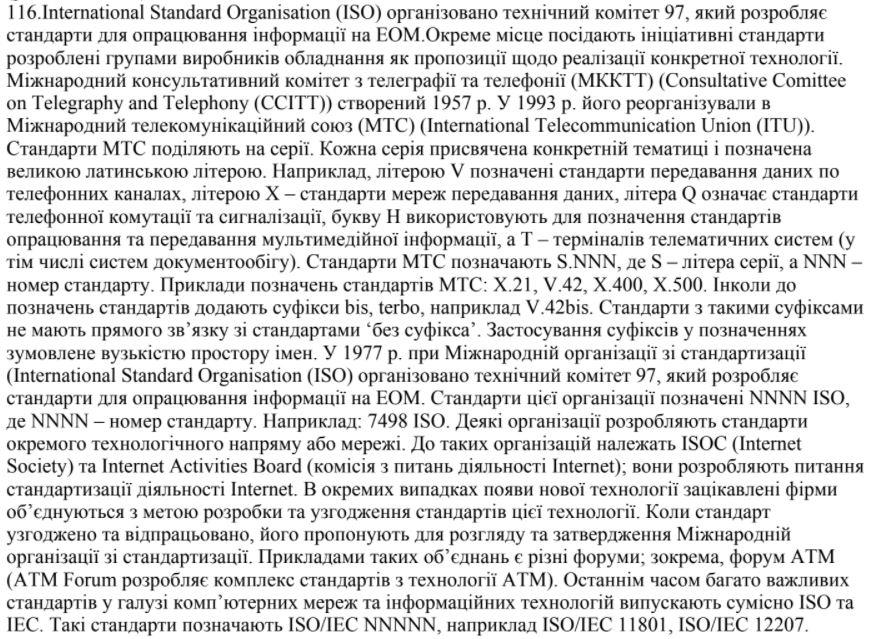 116.International Standard Organisation (ISO) організовано технічний комітет 97, який розробляє
стандарти для опрацювання інформації на ЕОМ.Окреме місце посідають ініціативні стандарти
розроблені групами виробників обладнання як пропозиції щодо реалізації конкретної технології.
Міжнародний консультативний комітет з телеграфії та телефонії (МККТТ) (Consultative Comittee
on Telegraphy and Telephony (CCITT)) створений 1957 р. У 1993 р. його реорганізували в
Міжнародний телекомунікаційний союз (МТС) (International Telecommunication Union (ITU)).
Стандарти МТС поділяють на серії. Кожна серія присвячена конкретній тематиці і позначена
великою латинською літерою. Наприклад, літерою V позначені стандарти передавання даних по
телефонних каналах, літерою X – стандарти мереж передавання даних, літера Q означає стандарти
телефонної комутації та сигналізації, букву H використовують для позначення стандартів
опрацювання та передавання мультимедійної інформації, а T – терміналів телематичних систем (у
тім числі систем документообігу). Стандарти МТС позначають S.NNN, де S – літера серії, а NNN –
номер стандарту. Приклади позначень стандартів МТС: X.21, V.42, X.400, X.500. Інколи до
позначень стандартів додають суфікси bis, terbo, наприклад V.42bis. Стандарти з такими суфіксами
не мають прямого зв’язку зі стандартами ‘без суфікса’. Застосування суфіксів у позначеннях
зумовлене вузькістю простору імен. У 1977 р. при Міжнародній організації зі стандартизації
(International Standard Organisation (ISO) організовано технічний комітет 97, який розробляє
стандарти для опрацювання інформації на ЕОМ. Стандарти цієї організації позначені NNNN ISO,
де NNNN – номер стандарту. Наприклад: 7498 ISO. Деякі організації розробляють стандарти
окремого технологічного напряму або мережі. До таких організацій належать ISOC (Internet
Society) та Internet Activities Board (комісія з питань діяльності Internet); вони розробляють питання
стандартизації діяльності Internet. В окремих випадках появи нової технології зацікавлені фірми
об’єднуються з метою розробки та узгодження стандартів цієї технології. Коли стандарт
узгоджено та відпрацьовано, його пропонують для розгляду та затвердження Міжнародній
організації зі стандартизації. Прикладами таких об’єднань є різні форуми; зокрема, форум ATM
(ATM Forum розробляє комплекс стандартів з технології ATM). Останнім часом багато важливих
стандартів у галузі комп’ютерних мереж та інформаційних технологій випускають сумісно ISO та
IEC. Такі стандарти позначають ISO/IEC NNNNN, наприклад ISO/IEC 11801, ISO/IEC 12207.